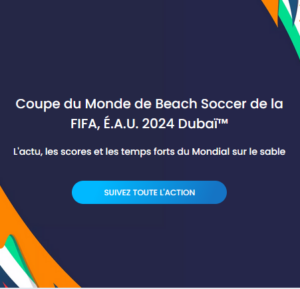 Coupe du Monde de Beach Soccer de la
FIFA, É.A.U. 2024 Dubaï™
L'actu, les scores et les temps forts du Mondial sur le sable
SUIVEZ TOUTE L'ACTION